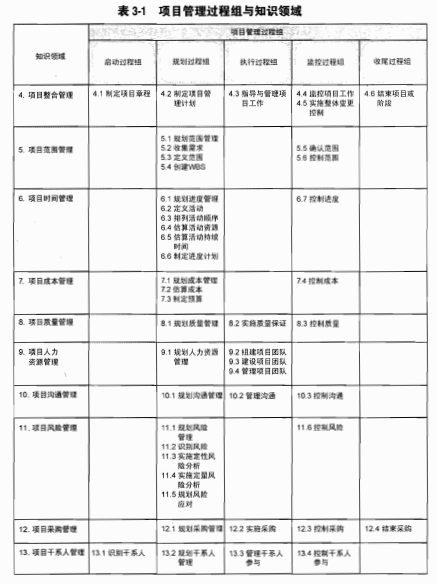 表 3-1 项目管理过程组与知识领域
项目管理过程组
知识领域
启动过程组 规划过程组 执行过程组 监控过程组 收尾过程组
4. 项目整合管理 4.1 制定项目章程 4.2 制定项目管 4.3 指导与管理项 4.4 监控项目工作 4.6 结束项目或
理计划 目工作 4.5 实施整体变更 阶段
控制
5. 项目范围管理 5.1 规划范围管理 5.5 确认范围
5.2 收集需求 5.6 控制范围
5.3 定义范围
5.4 创建WBS
6. 项目时间管理 6.1 规划进度管理 6.7 控制进度
6.2 定义活动
6.3 排列活动顺序
6.4 估算活动资源
6.5 估算活动持续
时间
6.6 制定进度计划
7. 项目成本管理 7.1 规划成本管理 7.4 控制成本
7.2 估算成本
7.3 制定预算
8. 项目质量管理 8.1 规划质量管理 8.2 实施质量保证 8.3 控制质量
9. 项目人力 9.1 规划人力资源 9.2 组建项目团队
资源管理 管理 9.3 建设项目团队
9.4 管理项目团队
10. 项目沟通管理 10.1 规划沟通管理 10.2 管理沟通 10.3 控制沟通
11. 项目风险管理 11.1 规划风险 11.6 控制风险
管理
11.2 识别风险
11.3 实施定性风
险分析
11.4 实施定量风
险分析
11.5 规划风险
应对
12. 项目采购管理 12.1 规划采购管理 12.2 实施采购 12.3 控制采购 12.4 结束采购
13. 项目干系人管理 13.1 识别干系人 13.2 规划干系人 13.3 管理干系人 13.4 控制干系人
管理 参与 参与